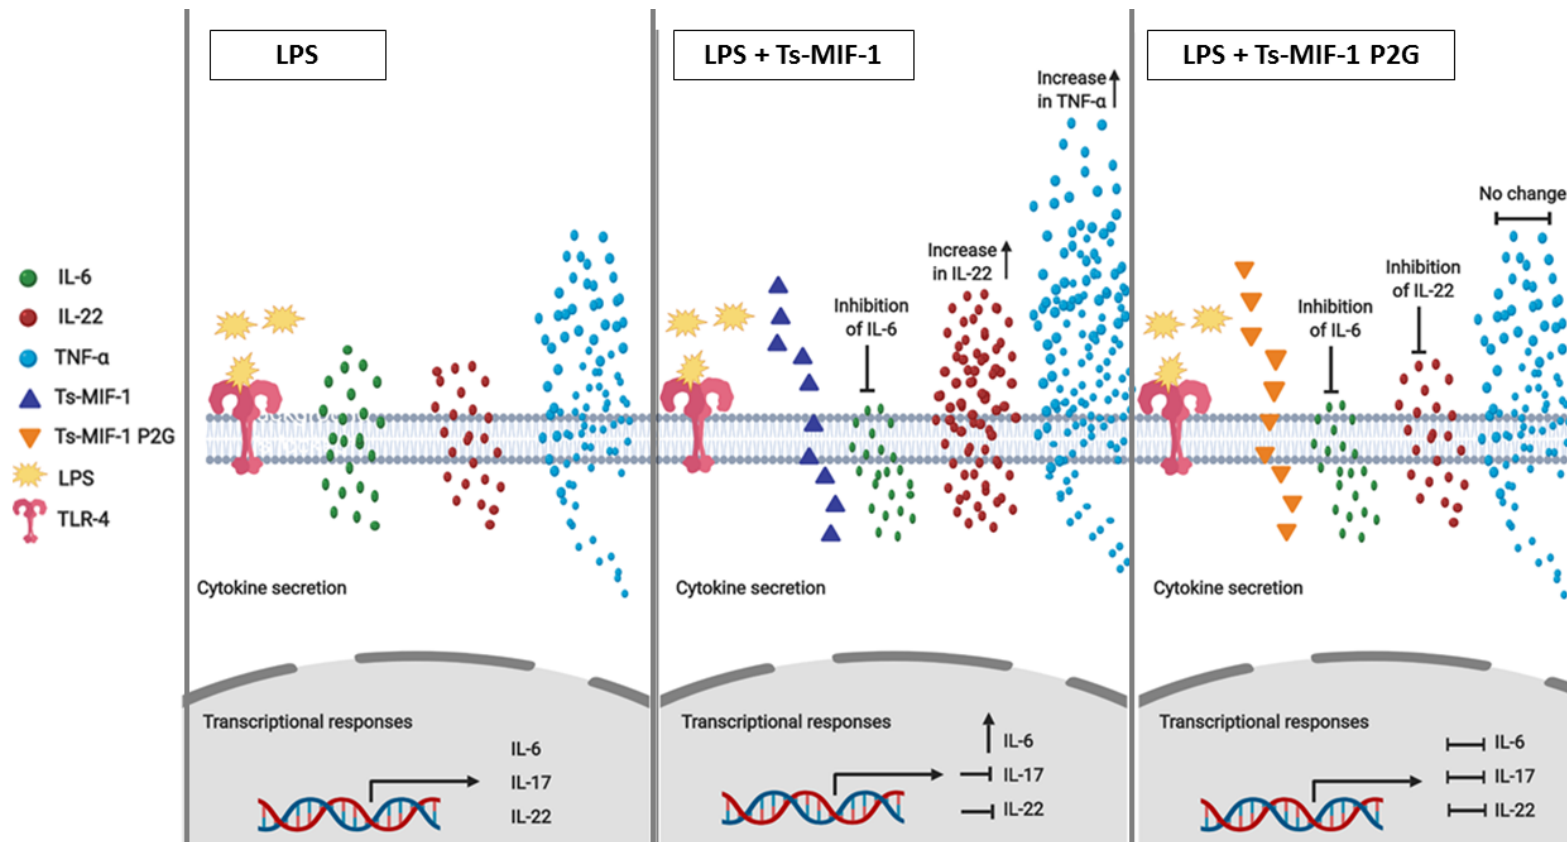 IL-6
IL-22
TNF-α
Ts-MIF-1
Ts-MIF-1 P2G
LPS
TLR-4
LPS
Cytokine secretion
Transcriptional responses
IL-6
IL-17
IL-22
LPS + Ts-MIF-1
Increase
in TNF-α
Increase
in IL-22
Inhibition
of IL-6
Cytokine secretion
Transcriptional responses
IL-6
IL-17
IL-22
LPS + Ts-MIF-1 P2G
No change
Inhibition
of IL-22
Inhibition
of IL-6
Cytokine secretion
Transcriptional responses
IL-6
IL-17
IL-22